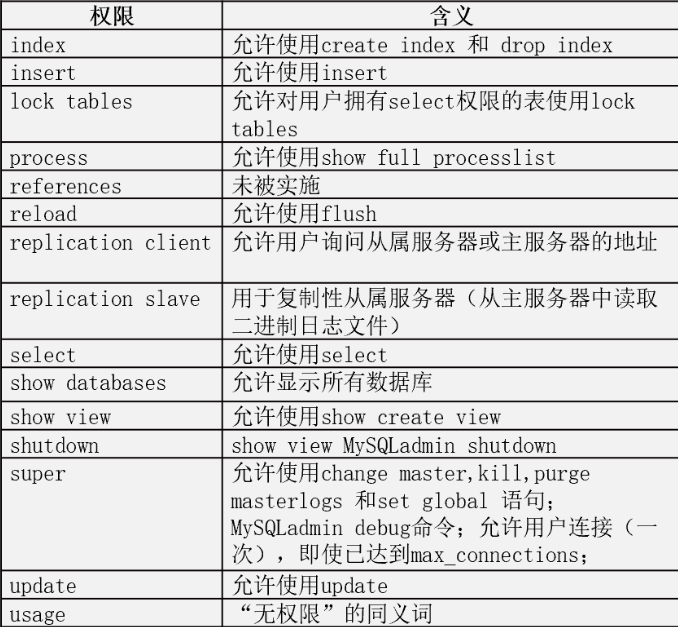 权限 含义
index 允许使用create index 和 drop index
insert 允许使用insert
lock tables 允许对用户拥有select权限的表使用lock
tables
process 允许使用show full processlist
references 未被实施
reload 允许使用flush
replication client 允许用户询问从属服务器或主服务器的地址
replication slave 用于复制性从属服务器（从主服务器中读取
二进制日志文件）
select 允许使用select
show databases 允许显示所有数据库
show view 允许使用show create view
shutdown show view MySQLadmin shutdown
super 允许使用change master,kill,purge
masterlogs 和set global 语句；
MySQLadmin debug命令；允许用户连接（一
次），即使已达到max_connections；
update 允许使用update
usage “无权限”的同义词